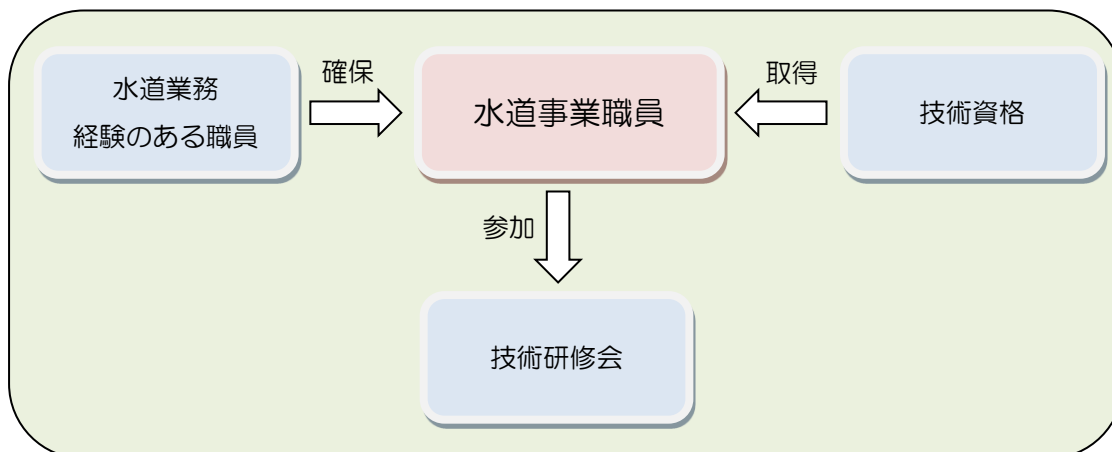 水道業務
経験のある職員
確保
水道事業職員
取得
技術資格
参加
技術研修会